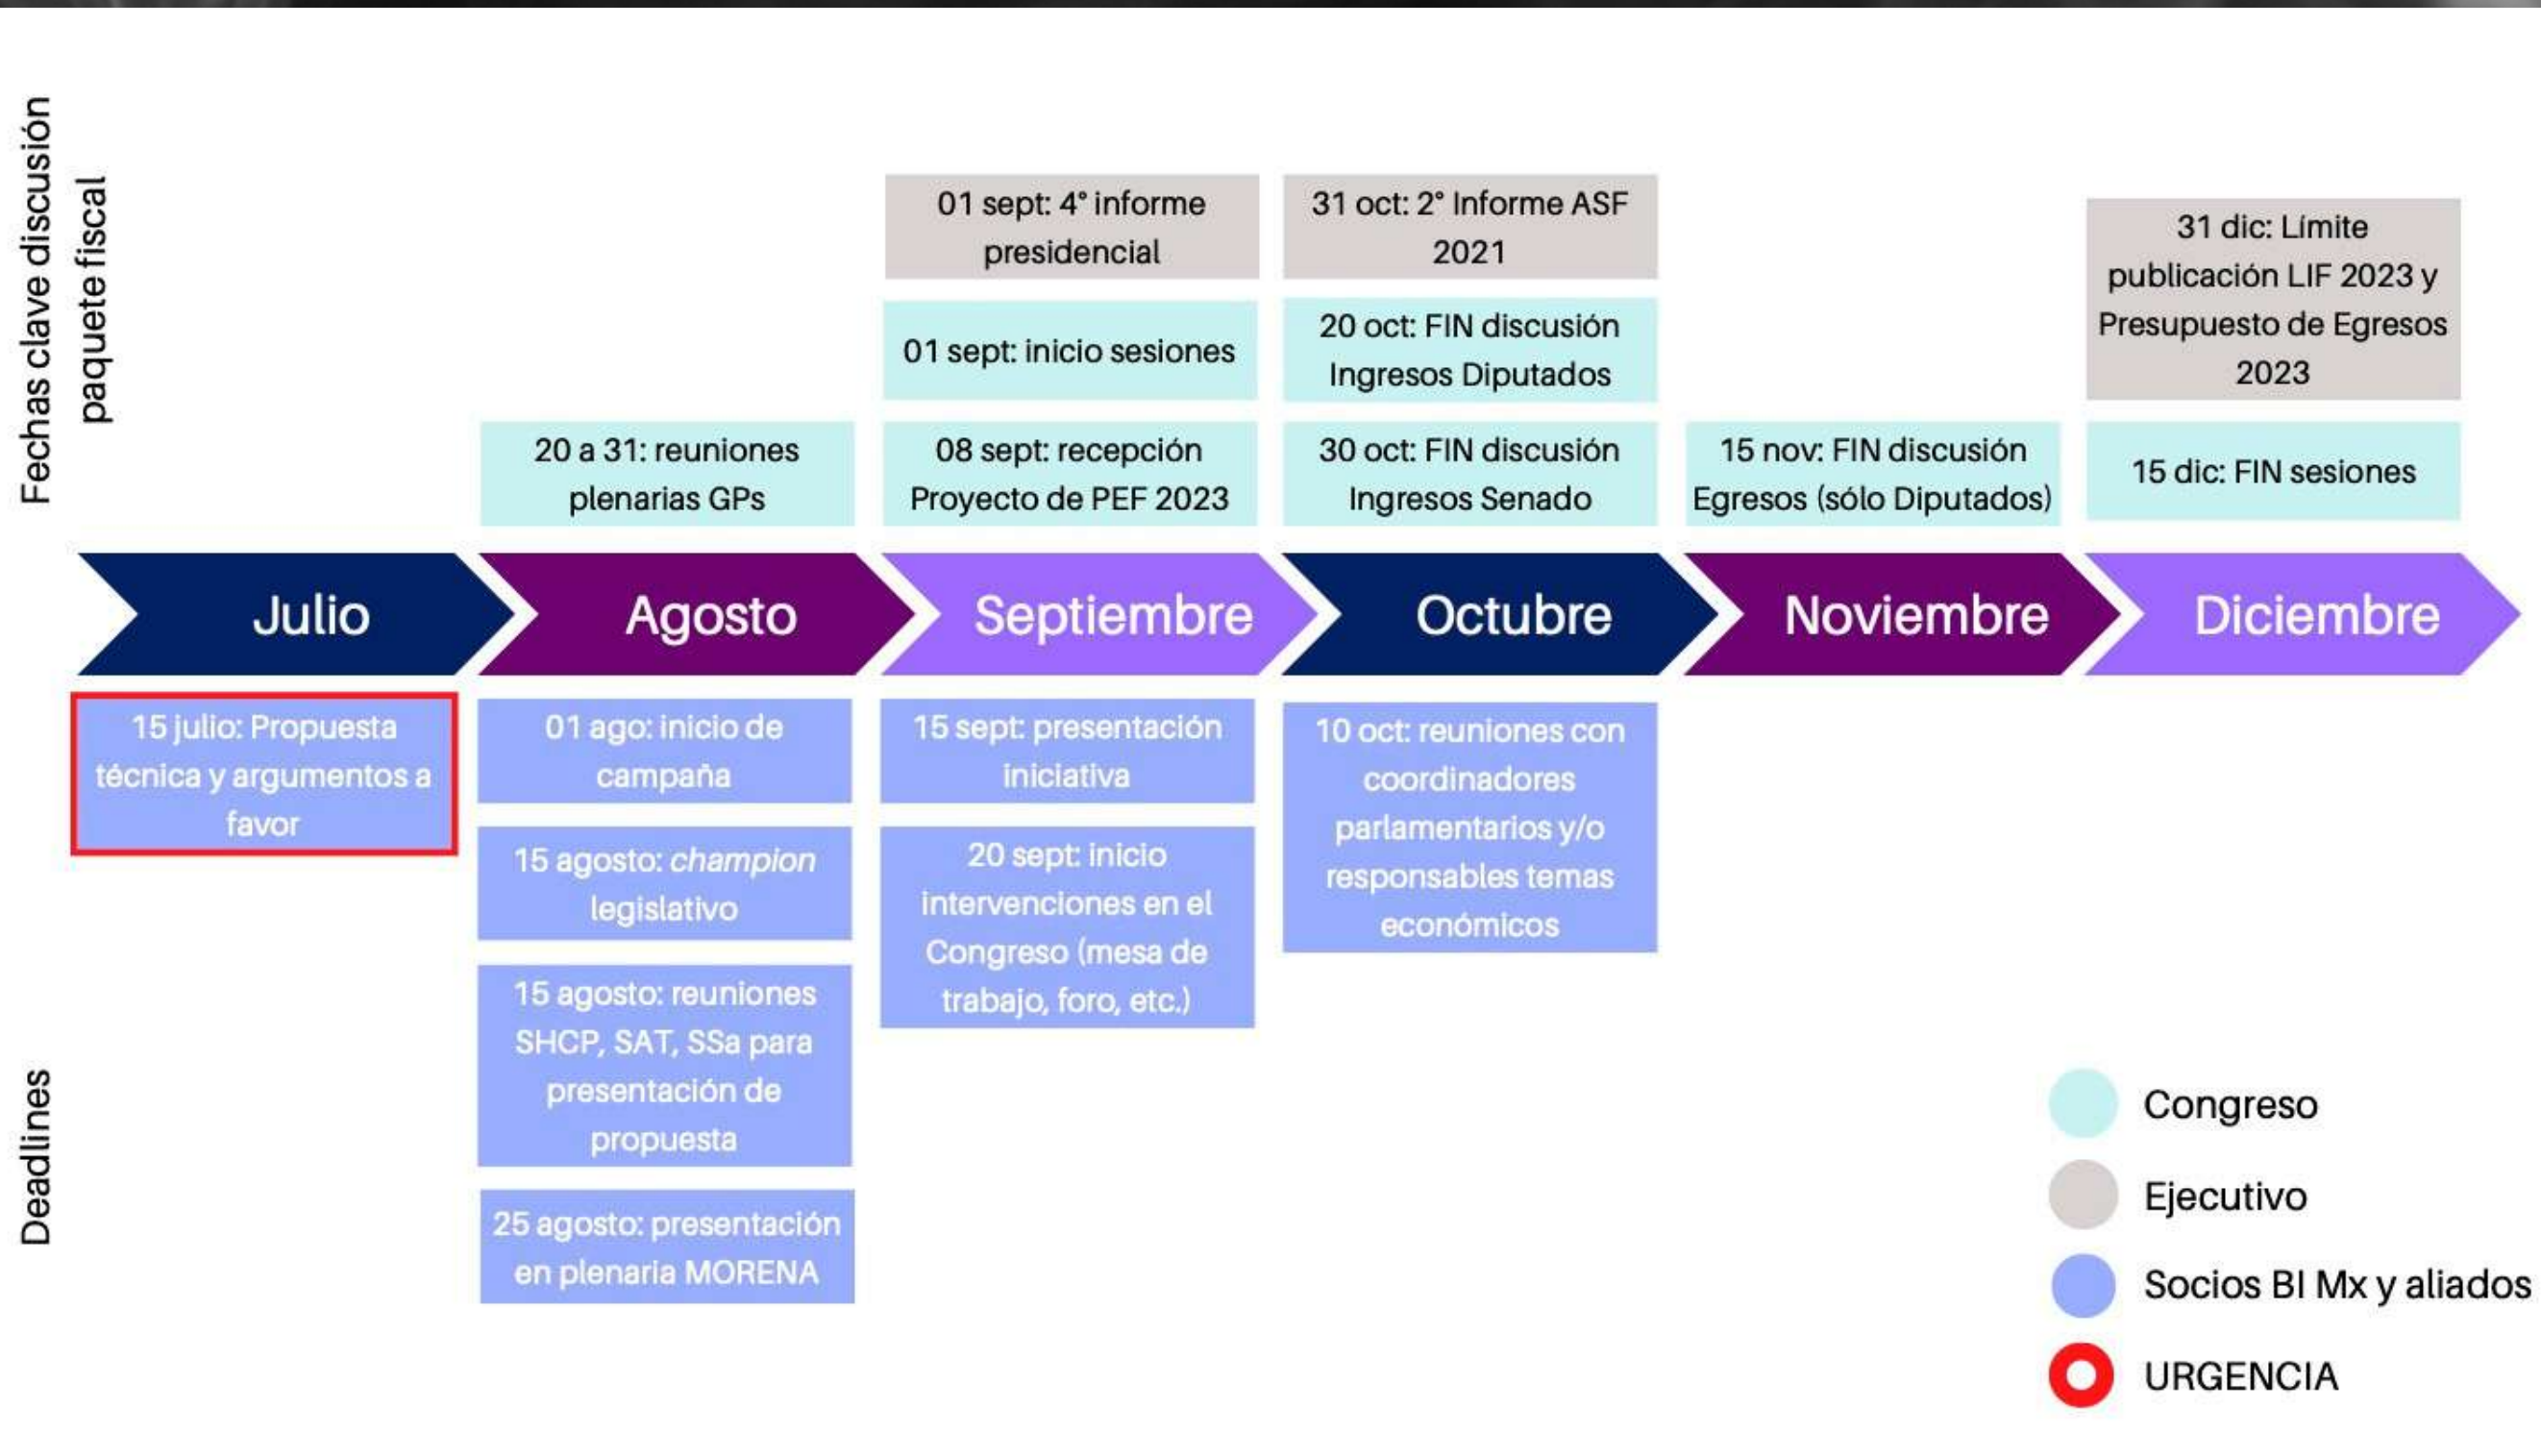 Fechas clave discusión
paquete fiscal
01 sept: 4° informe
presidencial
01 sept: inicio sesiones
20 a 31: reuniones
plenarias GPs
08 sept: recepción
Proyecto de PEF 2023
31 oct: 2° Informe ASF
2021
20 oct: FIN discusión
Ingresos Diputados
30 oct: FIN discusión
Ingresos Senado
15 nov: FIN discusión
Egresos (sólo Diputados)
31 dic: Límite
publicación LIF 2023 y
Presupuesto de Egresos
2023
15 dic: FIN sesiones
Julio
Agosto
Septiembre
Octubre
Noviembre
Diciembre
Deadlines
15 julio: Propuesta
técnica y argumentos a
favor
01 ago: inicio de
campaña
15 agosto: champion
legislativo
15 agosto: reuniones
SHCP, SAT, SSa para
presentación de
propuesta
25 agosto: presentación
en plenaria MORENA
15 sept: presentación
iniciativa
20 sept: inicio
intervenciones en el
Congreso (mesa de
trabajo, foro, etc.)
10 oct: reuniones con
coordinadores
parlamentarios y/o
responsables temas
económicos
Congreso
Ejecutivo
Socios BI Mx y aliados
URGENCIA